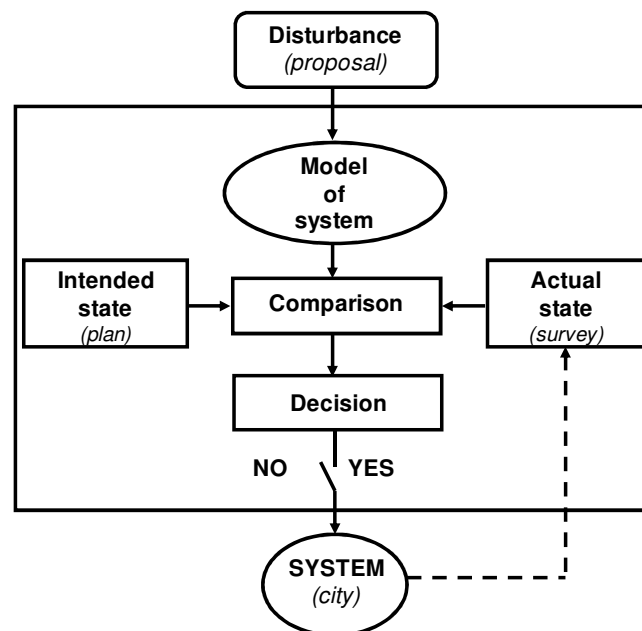 Disturbance
(proposal)
Model
of
system
Intended
state
(plan)
Comparison
Actual
state
(survey)
Decision
NO YES
SYSTEM
(city)